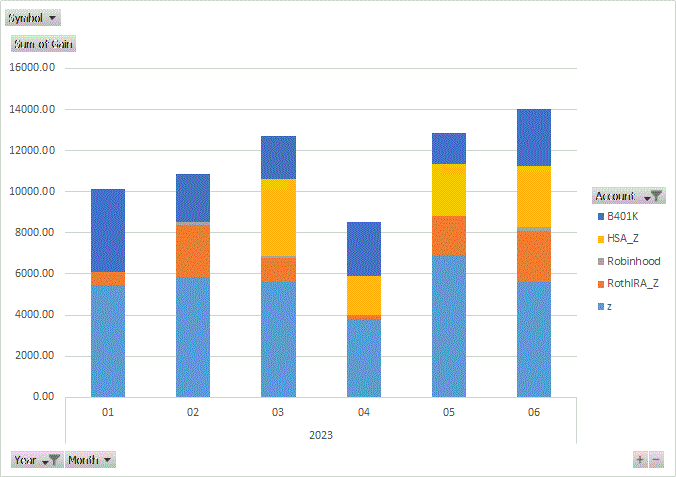 Symbol
Sum of Gain
16000.00
14000.00
12000.00
10000.00
8000.00
6000.00
4000.00
2000.00
0.00
01 02 03 04 05 06
2023
Account
B401K
HSA_Z
Robinhood
RothIRA_Z
z
Year Month
+ −